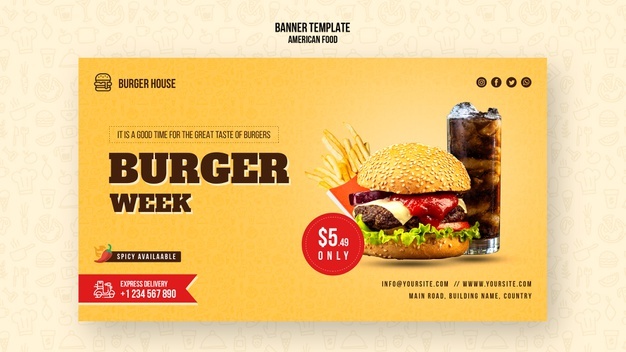 BANNER TEMPLATE
AMERICAN FOOD
BURGER HOUSE
IT IS A GOOD TIME FOR THE GREAT TASTE OF BURGERS
BURGER
WEEK
$5.49
ONLY
SPICY AVAILAABLE
EXPRESS DELIVERY
+1 234 567 890
INFO@YOURSITE.COM // WWWW.YOURSITE.COM
MAIN ROAD, BUILDING NAME, COUNTRY